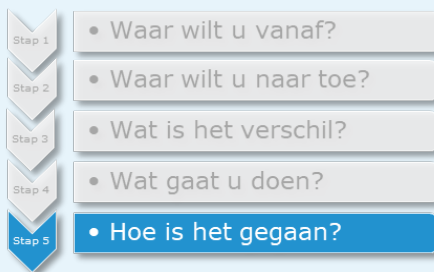 Stap 1 • Waar wilt u vanaf?
Stap 2 • Waar wilt u naar toe?
Stap 3 • Wat is het verschil?
Stap 4 • Wat gaat u doen?
Stap 5 • Hoe is het gegaan?